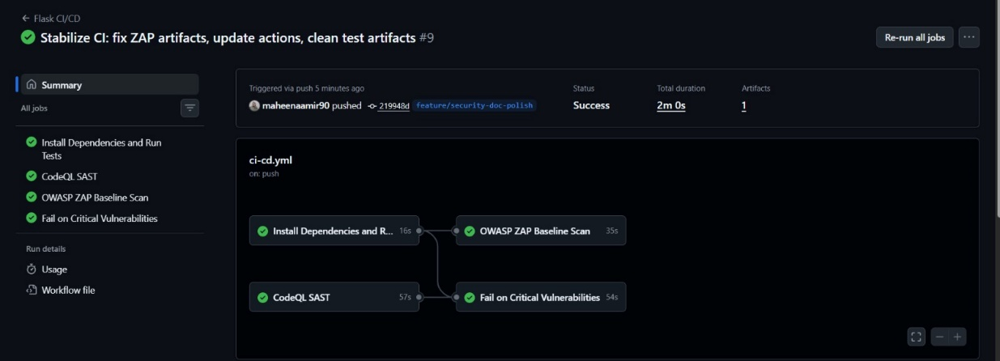 ← Flask CI/CD
Stabilize CI: fix ZAP artifacts, update actions, clean test artifacts #9
Re-run all jobs
Summary
All jobs
Install Dependencies and Run
Tests
CodeQL SAST
OWASP ZAP Baseline Scan
Fail on Critical Vulnerabilities
Run details
Usage
Workflow file
Triggered via push 5 minutes ago
maheenaamir90 pushed 219948d feature/security-doc-polish
Status
Success
Total duration
2m 0s
Artifacts
1
ci-cd.yml
on: push
Install Dependencies and R... 16s
OWASP ZAP Baseline Scan 35s
CodeQL SAST 57s
Fail on Critical Vulnerabilities 54s